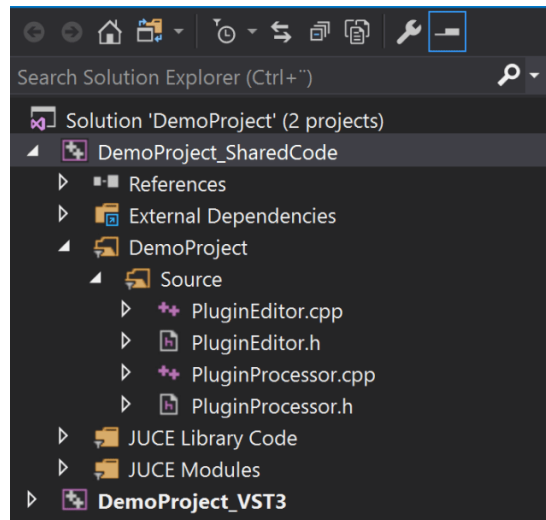 Search Solution Explorer (Ctrl+¨)
Solution 'DemoProject' (2 projects)
DemoProject_SharedCode
References
External Dependencies
DemoProject
Source
PluginEditor.cpp
PluginEditor.h
PluginProcessor.cpp
PluginProcessor.h
JUCE Library Code
JUCE Modules
DemoProject_VST3